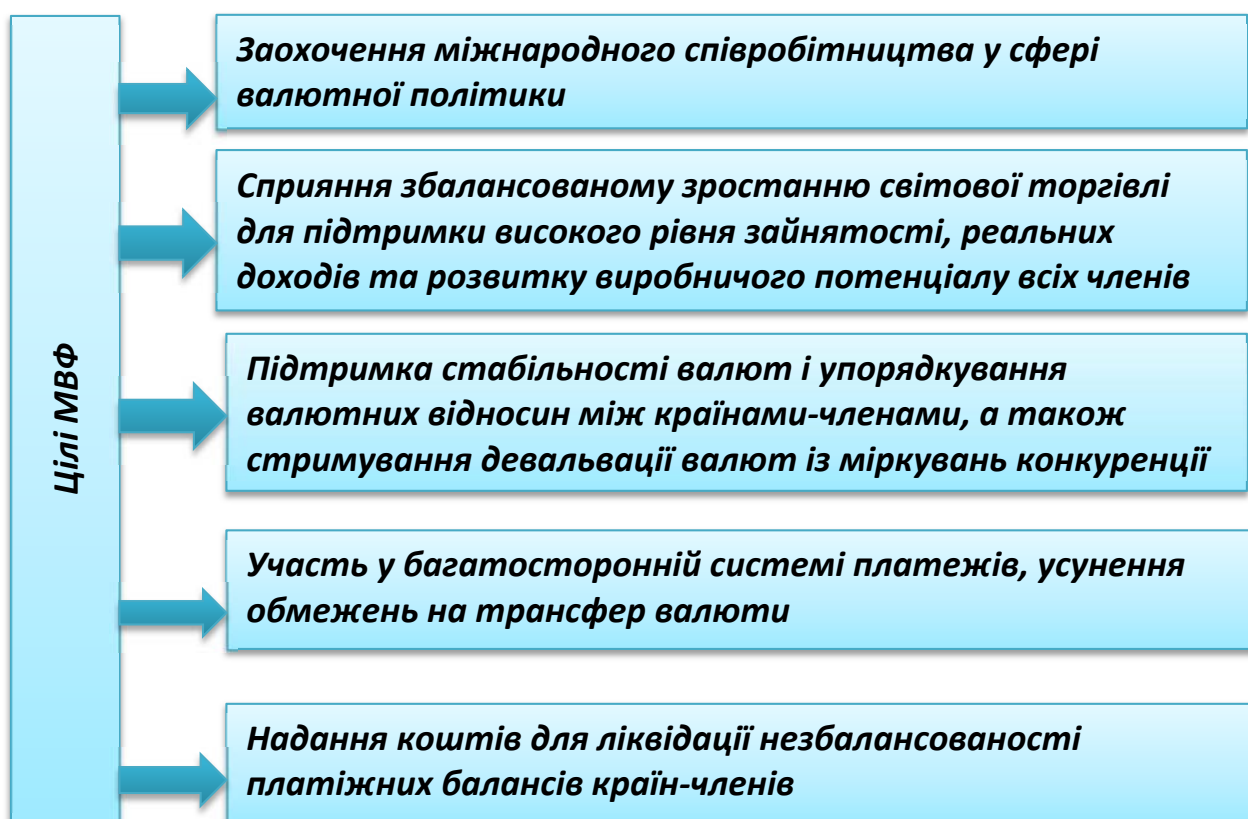 Цілі МВФ
Заохочення міжнародного співробітництва у сфері
валютної політики
Сприяння збалансованому зростанню світової торгівлі
для підтримки високого рівня зайнятості, реальних
доходів та розвитку виробничого потенціалу всіх членів
Підтримка стабільності валют і упорядкування
валютних відносин між країнами-членами, а також
стримування девальвації валют із міркувань конкуренції
Участь у багатосторонній системі платежів, усунення
обмежень на трансфер валюти
Надання коштів для ліквідації незбалансованості
платіжних балансів країн-членів